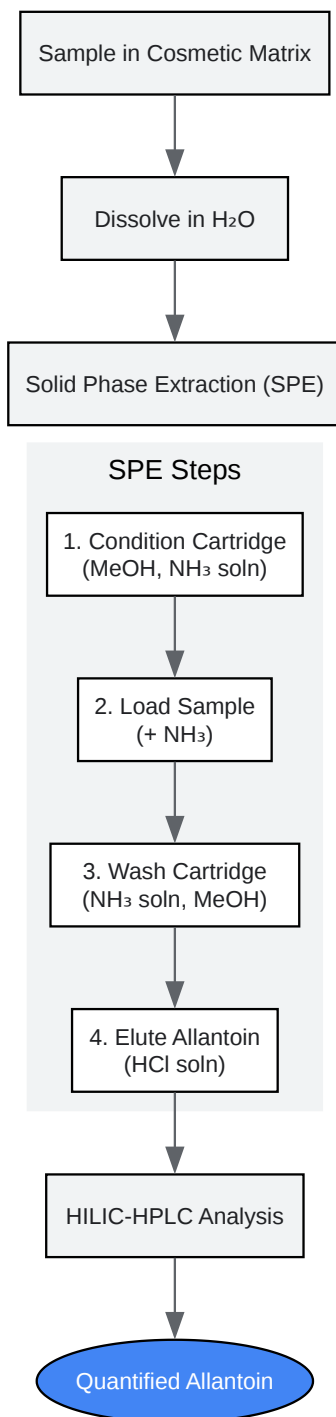 Sample in Cosmetic Matrix
Dissolve in H₂O
Solid Phase Extraction (SPE)
SPE Steps
1. Condition Cartridge
(MeOH, NH₃ soln)
2. Load Sample
(+ NH₃)
3. Wash Cartridge
(NH₃ soln, MeOH)
4. Elute Allantoin
(HCl soln)
HILIC-HPLC Analysis
Quantified Allantoin